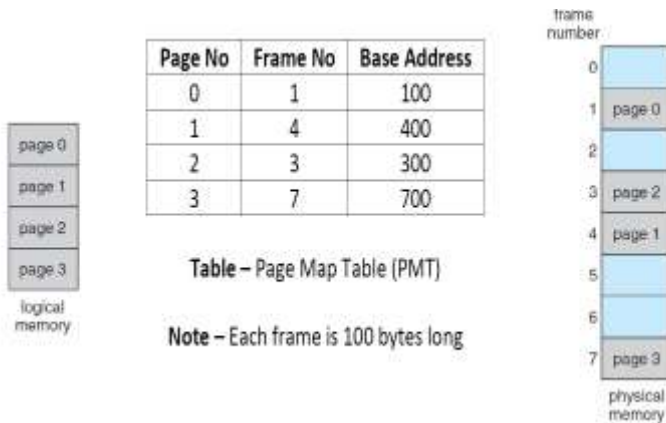 page 0
page 1
page 2
page 3
logical
memory
Page No Frame No Base Address
0 1 100
1 4 400
2 3 300
3 7 700
Table – Page Map Table (PMT)
Note – Each frame is 100 bytes long
frame
number
0
1 page 0
2
3 page 2
4 page 1
5
6
7 page 3
physical
memory